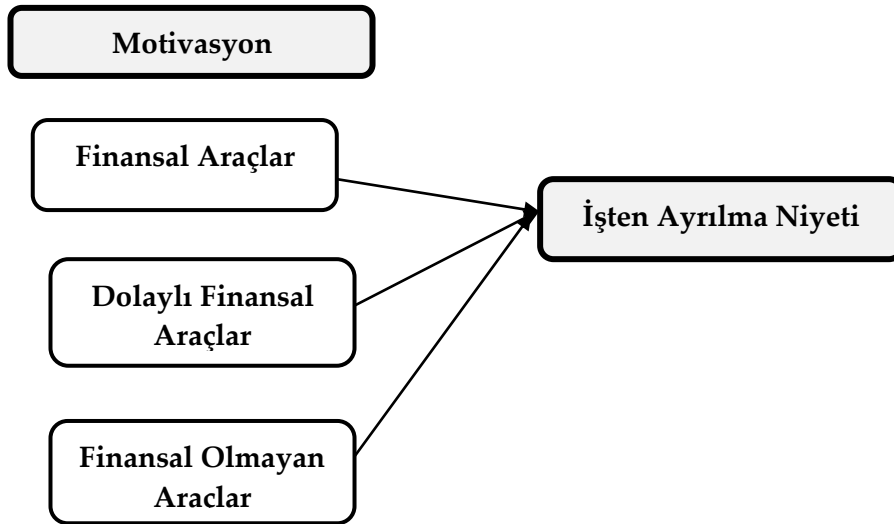 Motivasyon
Finansal Araçlar
İşten Ayrılma Niyeti
Dolaylı Finansal
Araçlar
Finansal Olmayan
Araclar